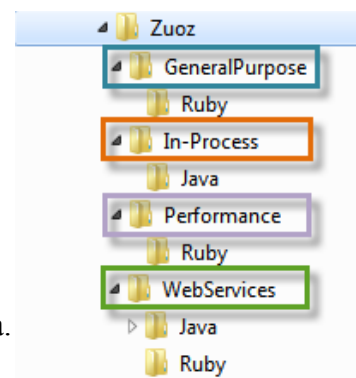 Zuoz
GeneralPurpose
Ruby
In-Process
Java
Performance
Ruby
WebServices
Java
Ruby